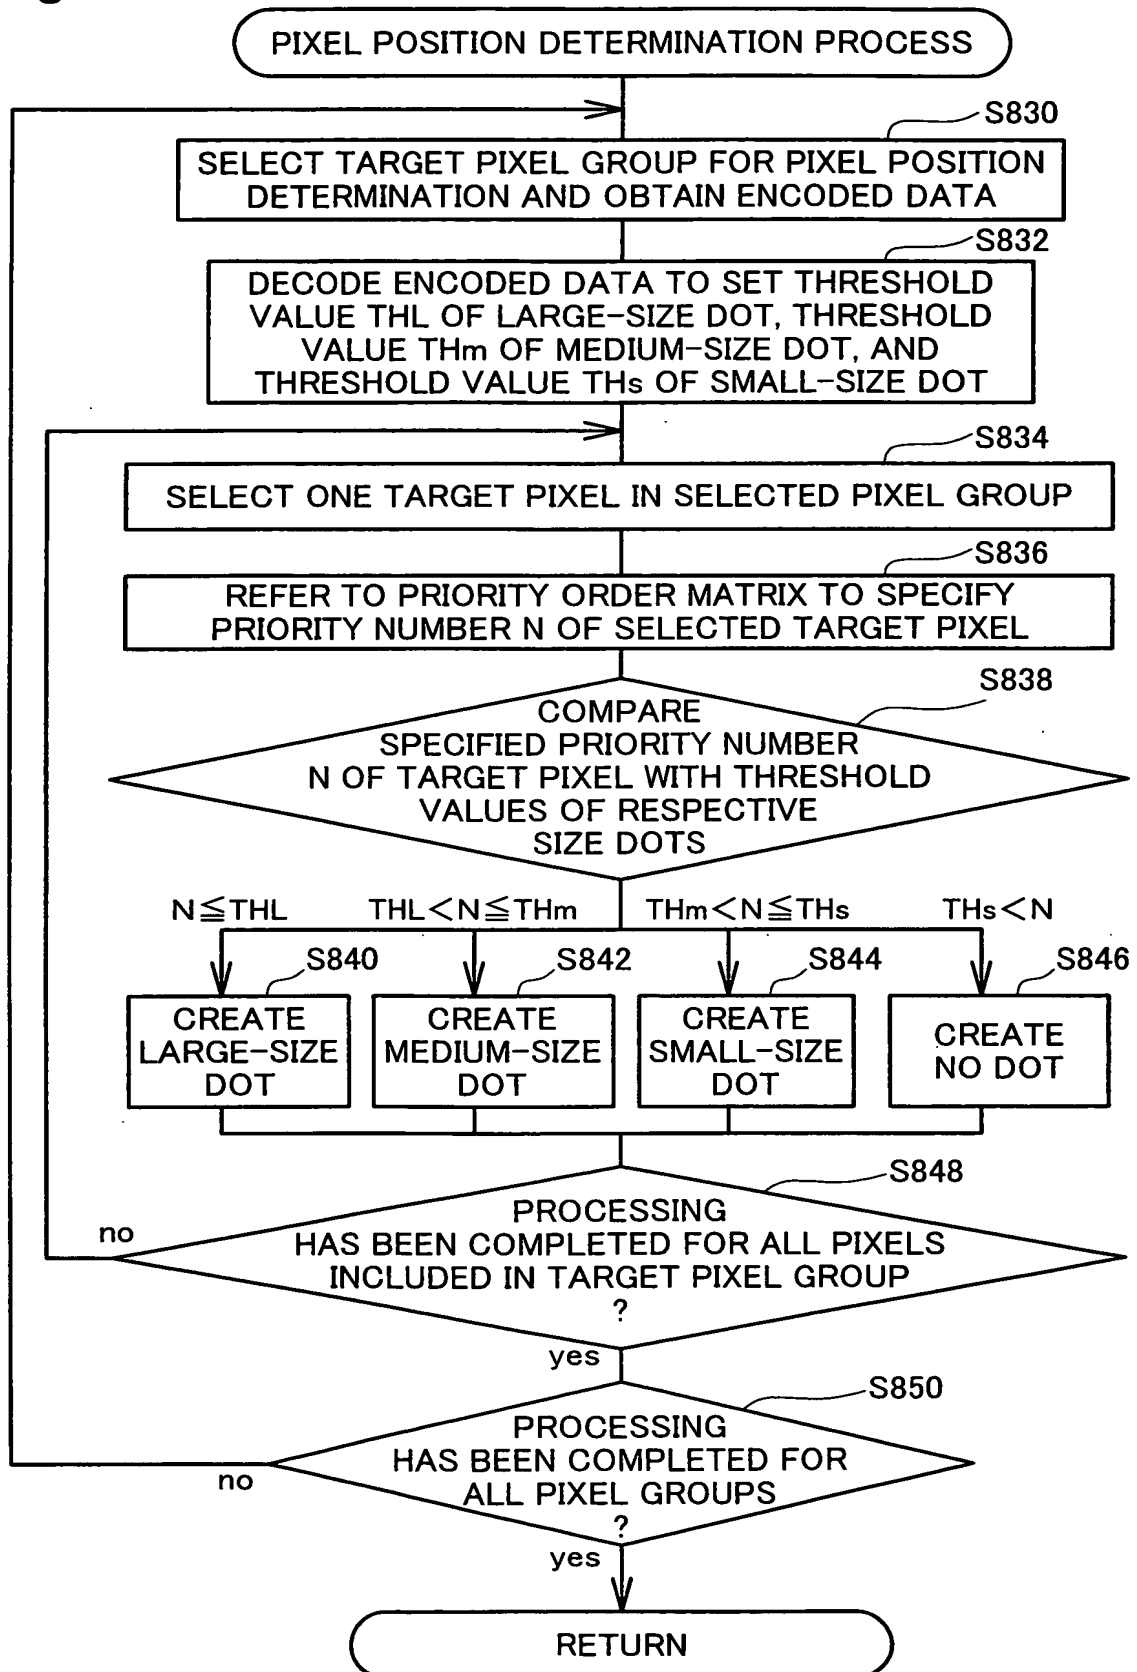 PIXEL POSITION DETERMINATION PROCESS
S830
SELECT TARGET PIXEL GROUP FOR PIXEL POSITION
DETERMINATION AND OBTAIN ENCODED DATA
S832
DECODE ENCODED DATA TO SET THRESHOLD
VALUE THL OF LARGE-SIZE DOT, THRESHOLD
VALUE THm OF MEDIUM-SIZE DOT, AND
THRESHOLD VALUE THs OF SMALL-SIZE DOT
S834
SELECT ONE TARGET PIXEL IN SELECTED PIXEL GROUP
S836
REFER TO PRIORITY ORDER MATRIX TO SPECIFY
PRIORITY NUMBER N OF SELECTED TARGET PIXEL
S838
COMPARE
SPECIFIED PRIORITY NUMBER
N OF TARGET PIXEL WITH THRESHOLD
VALUES OF RESPECTIVE
SIZE DOTS
N≦THL
THL<N≦THm
THm<N≦THs
THs<N
S840
S842
S844
S846
CREATE
LARGE-SIZE
DOT
CREATE
MEDIUM-SIZE
DOT
CREATE
SMALL-SIZE
DOT
CREATE
NO DOT
S848
PROCESSING
HAS BEEN COMPLETED FOR ALL PIXELS
INCLUDED IN TARGET PIXEL GROUP
?
no
yes
S850
PROCESSING
HAS BEEN COMPLETED FOR
ALL PIXEL GROUPS
?
no
yes
RETURN